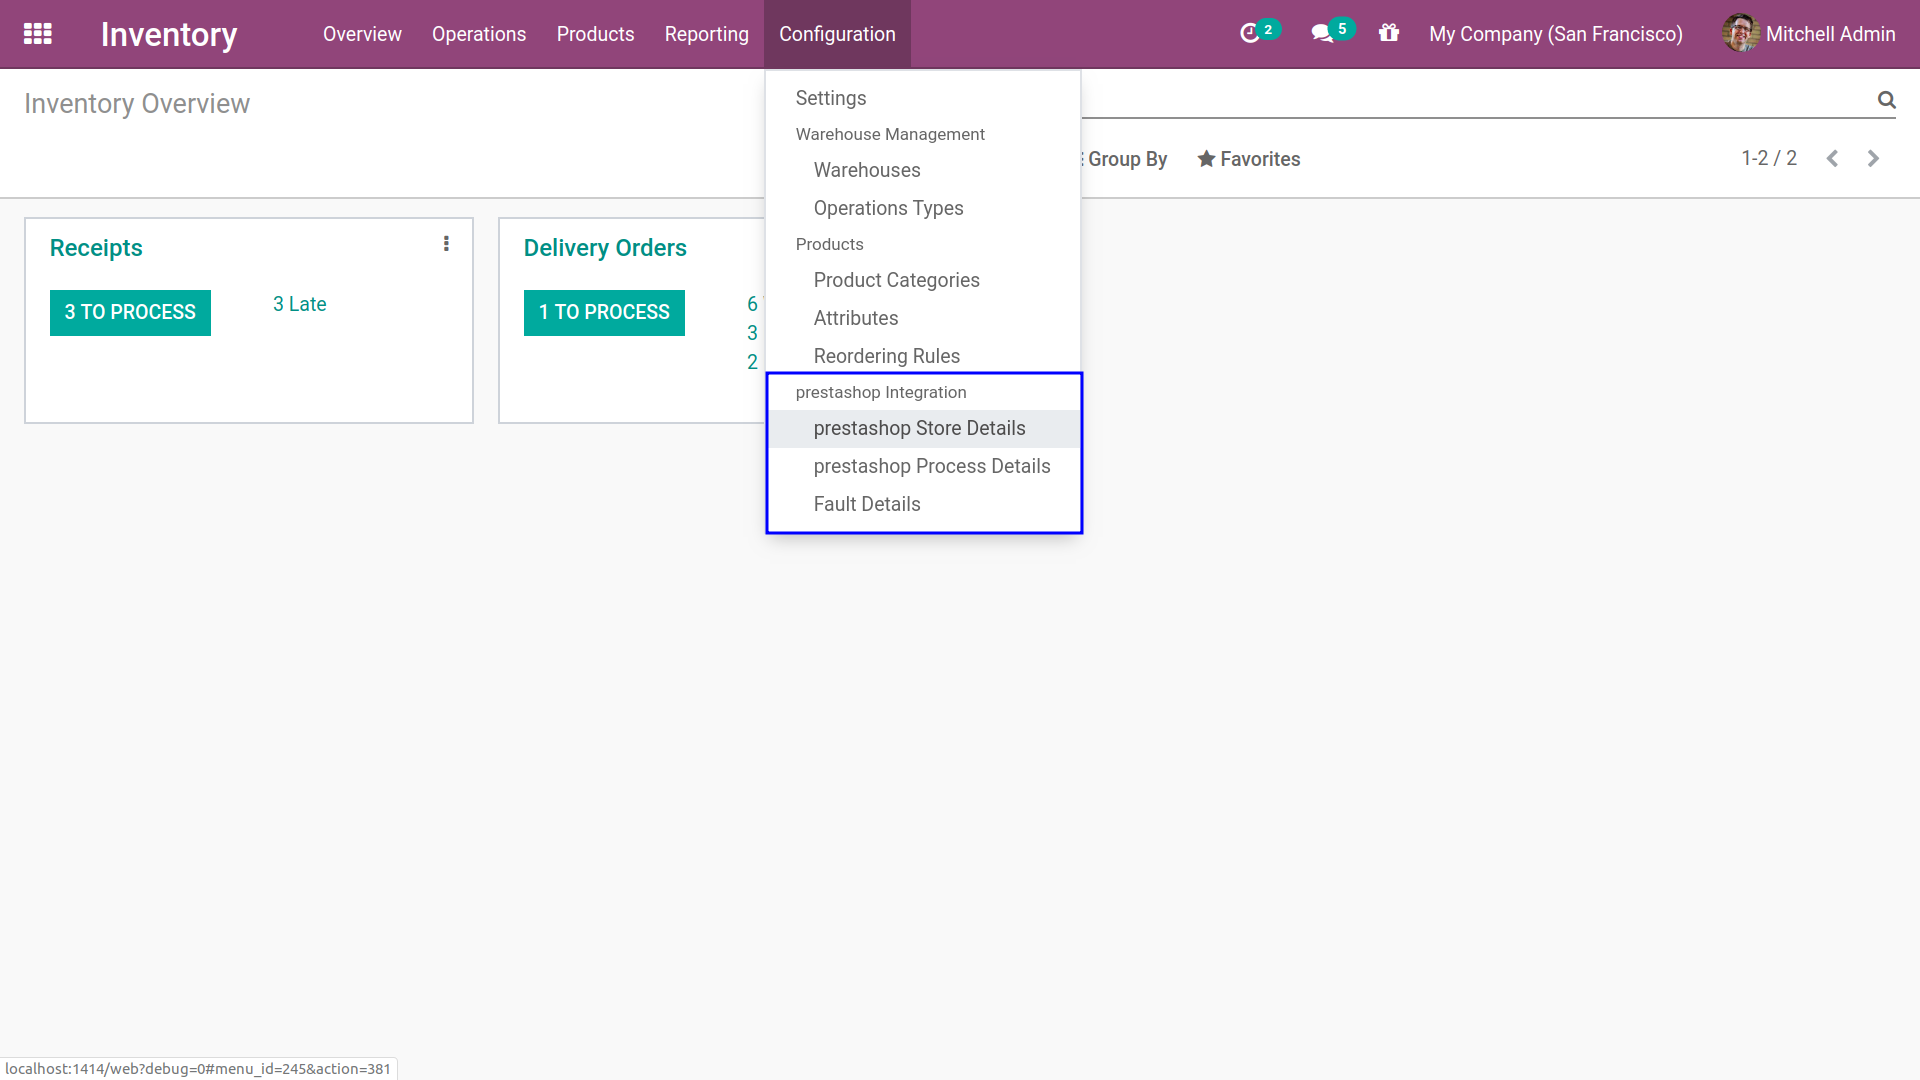 Inventory
Overview
Operations
Products
Reporting
Configuration
2
5
My Company (San Francisco)
Mitchell Admin
Inventory Overview
Group By
Favorites
1-2 / 2
Settings
Warehouse Management
Warehouses
Operations Types
Products
Product Categories
Attributes
Reordering Rules
prestashop Integration
prestashop Store Details
prestashop Process Details
Fault Details
Receipts
3 TO PROCESS
3 Late
Delivery Orders
1 TO PROCESS
6
3
2
localhost:1414/web?debug=0#menu_id=245&action=381